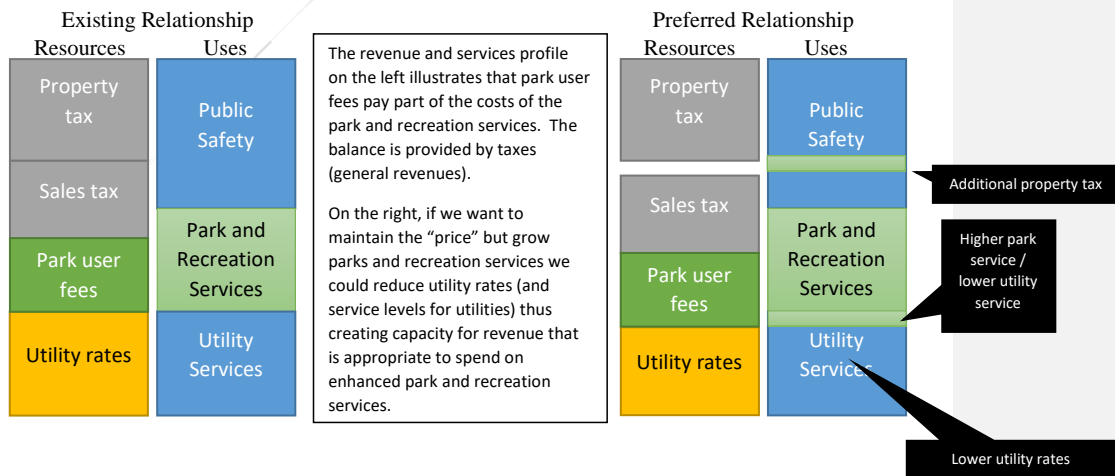 Existing Relationship
Resources
Uses
Property
tax
Sales tax
Park user
fees
Utility rates
Public
Safety
Park and
Recreation
Services
Utility
Services
The revenue and services profile
on the left illustrates that park user
fees pay part of the costs of the
park and recreation services.  The
balance is provided by taxes
(general revenues).
On the right, if we want to
maintain the “price” but grow
parks and recreation services we
could reduce utility rates (and
service levels for utilities) thus
creating capacity for revenue that
is appropriate to spend on
enhanced park and recreation
services.
Preferred Relationship
Resources
Uses
Property
tax
Sales tax
Park user
fees
Utility rates
Public
Safety
Park and
Recreation
Services
Utility
Services
Additional property tax
Higher park
service /
lower utility
service
Lower utility rates